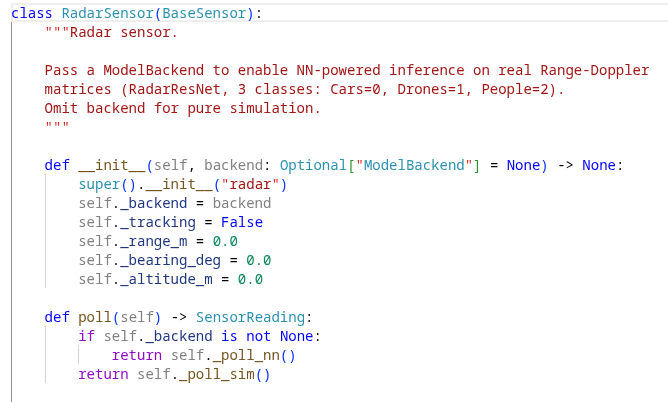 class RadarSensor(BaseSensor):
    """Radar sensor.

    Pass a ModelBackend to enable NN-powered inference on real Range-Doppler
    matrices (RadarResNet, 3 classes: Cars=0, Drones=1, People=2).
    Omit backend for pure simulation.
    """

    def __init__(self, backend: Optional["ModelBackend"] = None) -> None:
        super().__init__("radar")
        self._backend = backend
        self._tracking = False
        self._range_m = 0.0
        self._bearing_deg = 0.0
        self._altitude_m = 0.0

    def poll(self) -> SensorReading:
        if self._backend is not None:
            return self._poll_nn()
        return self._poll_sim()